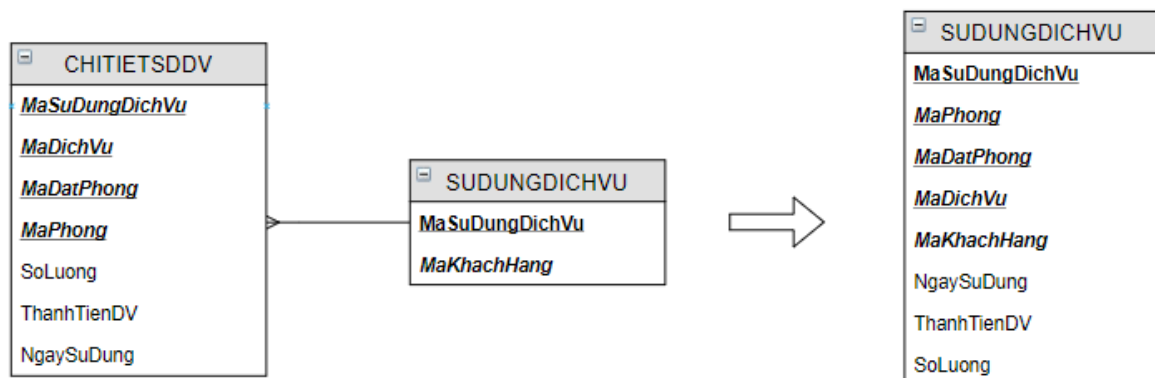 CHITIETSDDV
MaSuDungDichVu
MaDichVu
MaDatPhong
MaPhong
SoLuong
ThanhTienDV
NgaySuDung
SUDUNGDICHVU
MaSuDungDichVu
MaKhachHang
SUDUNGDICHVU
MaSuDungDichVu
MaPhong
MaDatPhong
MaDichVu
MaKhachHang
NgaySuDung
ThanhTienDV
SoLuong